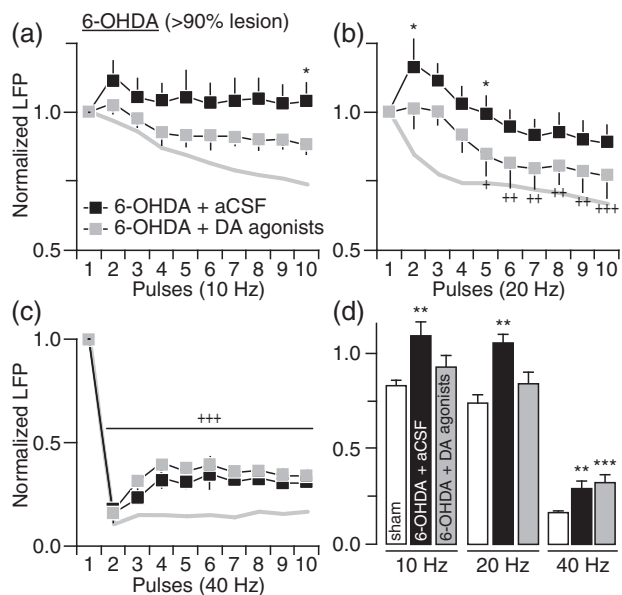 6-OHDA (>90% lesion)
(a)
(b)
Normalized LFP
1.0
0.5
*
6-OHDA + aCSF
6-OHDA + DA agonists
1 2 3 4 5 6 7 8 9 10
Pulses (10 Hz)
1.0
0.5
* *
+ ++ ++ ++ ++ +++
1 2 3 4 5 6 7 8 9 10
Pulses (20 Hz)
(c)
(d)
Normalized LFP
1.0
0.5
0.0
+++
1 2 3 4 5 6 7 8 9 10
Pulses (40 Hz)
1.0
0.5
0.0
** ** ** ***
sham
6-OHDA + aCSF
6-OHDA + DA agonists
10 Hz 20 Hz 40 Hz